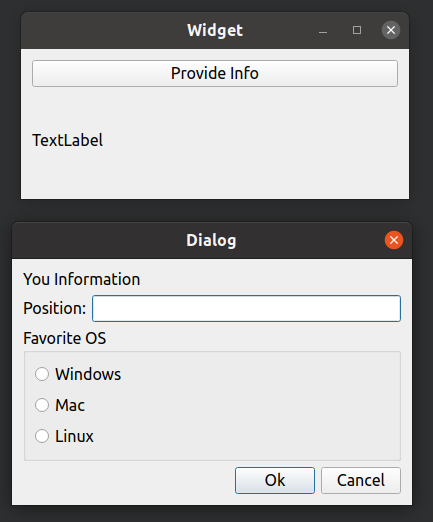 Widget
Provide Info
TextLabel
Dialog
You Information
Position:
Favorite OS
Windows
Mac
Linux
Ok Cancel